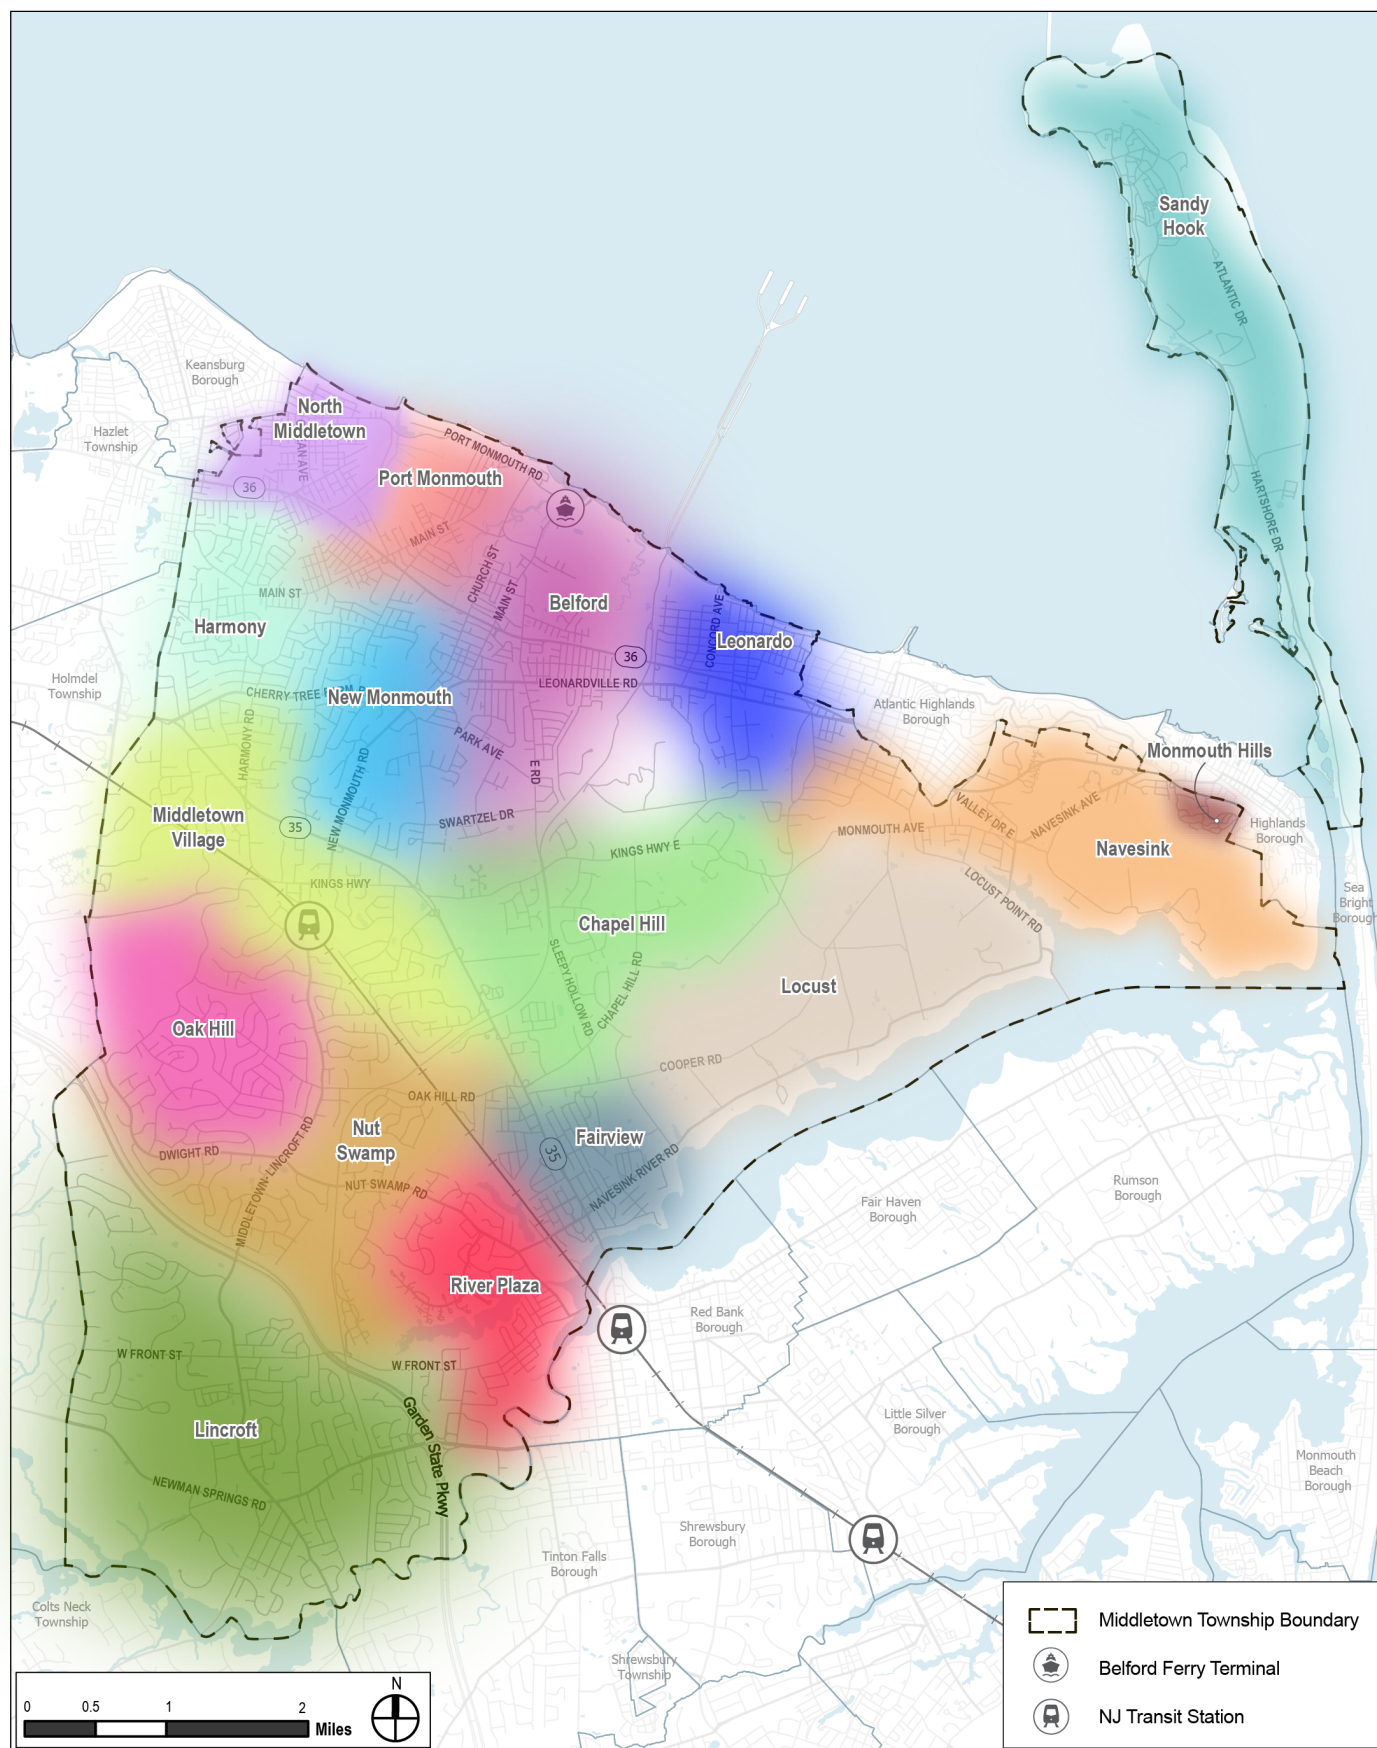 Sandy
Hook
ATLANTIC DR
HARTSHORE DR
Keansburg
Borough
North
Middletown
Hazlet
Township
PORT MONMOUTH RD
Port Monmouth
36
MAIN ST
CHURCH ST
MAIN ST
Belford
MAIN ST
Harmony
CONCORD AVE
Leonardo
36
LEONARDVILLE RD
Holmdel
Township
New Monmouth
HARMONY RD
PARK AVE
NEW MONMOUTH RD
Atlantic Highlands
Borough
Monmouth Hills
Middletown
Village
35
SWARTZEL DR
KINGS HWY E
MONMOUTH AVE
VALLEY DR E
NAVESINK AVE
Highlands
Borough
Navesink
KINGS HWY
LOCUST POINT RD
Sea
Bright
Borough
Chapel Hill
SLEEPY HOLLOW RD
CHAPEL HILL RD
Locust
Oak Hill
COOPER RD
OAK HILL RD
Nut
Swamp
Fairview
35
DWIGHT RD
MIDDLETOWN-LINCROFT RD
NUT SWAMP RD
NAVESINK RIVER RD
Rumson
Borough
Fair Haven
Borough
River Plaza
Red Bank
Borough
W FRONT ST
W FRONT ST
Garden State Pkwy
Lincroft
Little Silver
Borough
NEWMAN SPRINGS RD
Monmouth
Beach
Borough
Shrewsbury
Borough
Tinton Falls
Borough
Colts Neck
Township
Shrewsbury
Township
N
0 0.5 1 2
Miles
Middletown Township Boundary
Belford Ferry Terminal
NJ Transit Station